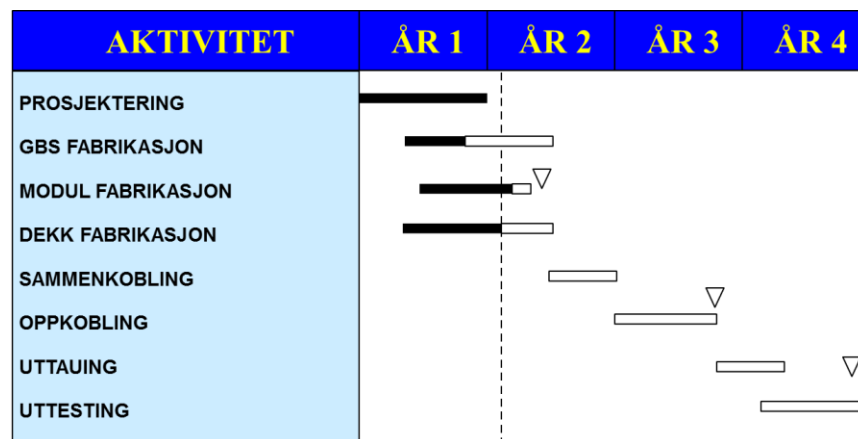 AKTIVITET ÅR 1 ÅR 2 ÅR 3 ÅR 4
PROSJEKTERING
GBS FABRIKASJON
MODUL FABRIKASJON
DEKK FABRIKASJON
SAMMENKOBLING
OPPKOBLING
UTTAUING
UTTESTING